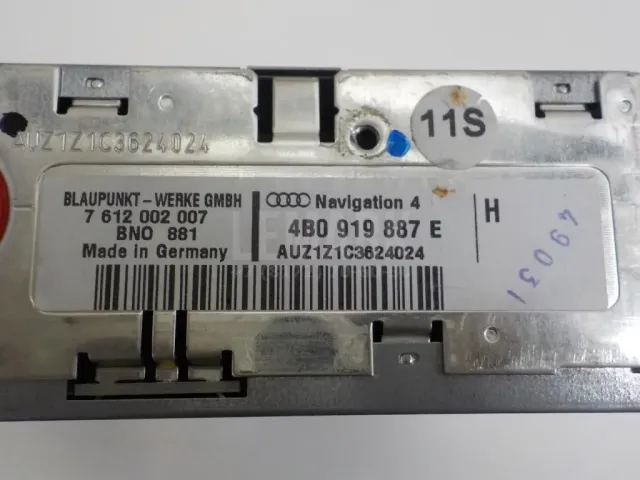 11S
AUZ1Z1C3624024
BLAUPUNKT - WERKE GMBH
7 612 002 007
BNO 881
Made in Germany
Navigation 4
4B0 919 887 E
AUZ1Z1C3624024
H
49031